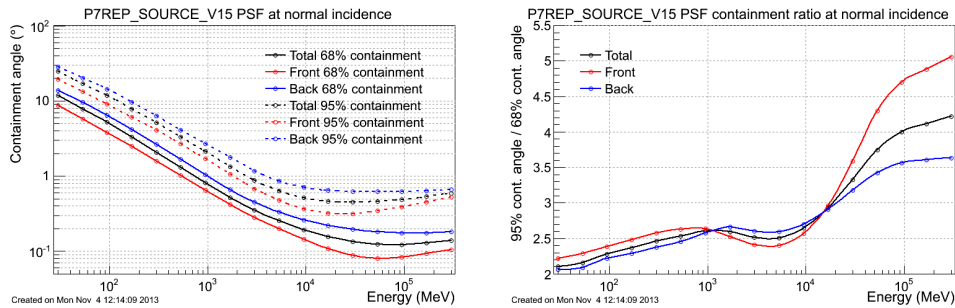 P7REP_SOURCE_V15 PSF at normal incidence
Containment angle (°)
10²
10
1
10⁻¹
Total 68% containment
Front 68% containment
Back 68% containment
Total 95% containment
Front 95% containment
Back 95% containment
10² 10³ 10⁴ 10⁵
Energy (MeV)
Created on Mon Nov 4 12:14:09 2013
P7REP_SOURCE_V15 PSF containment ratio at normal incidence
95% cont. angle / 68% cont. angle
5.5
5
4.5
4
3.5
3
2.5
2
Total
Front
Back
10² 10³ 10⁴ 10⁵
Energy (MeV)
Created on Mon Nov 4 12:14:09 2013